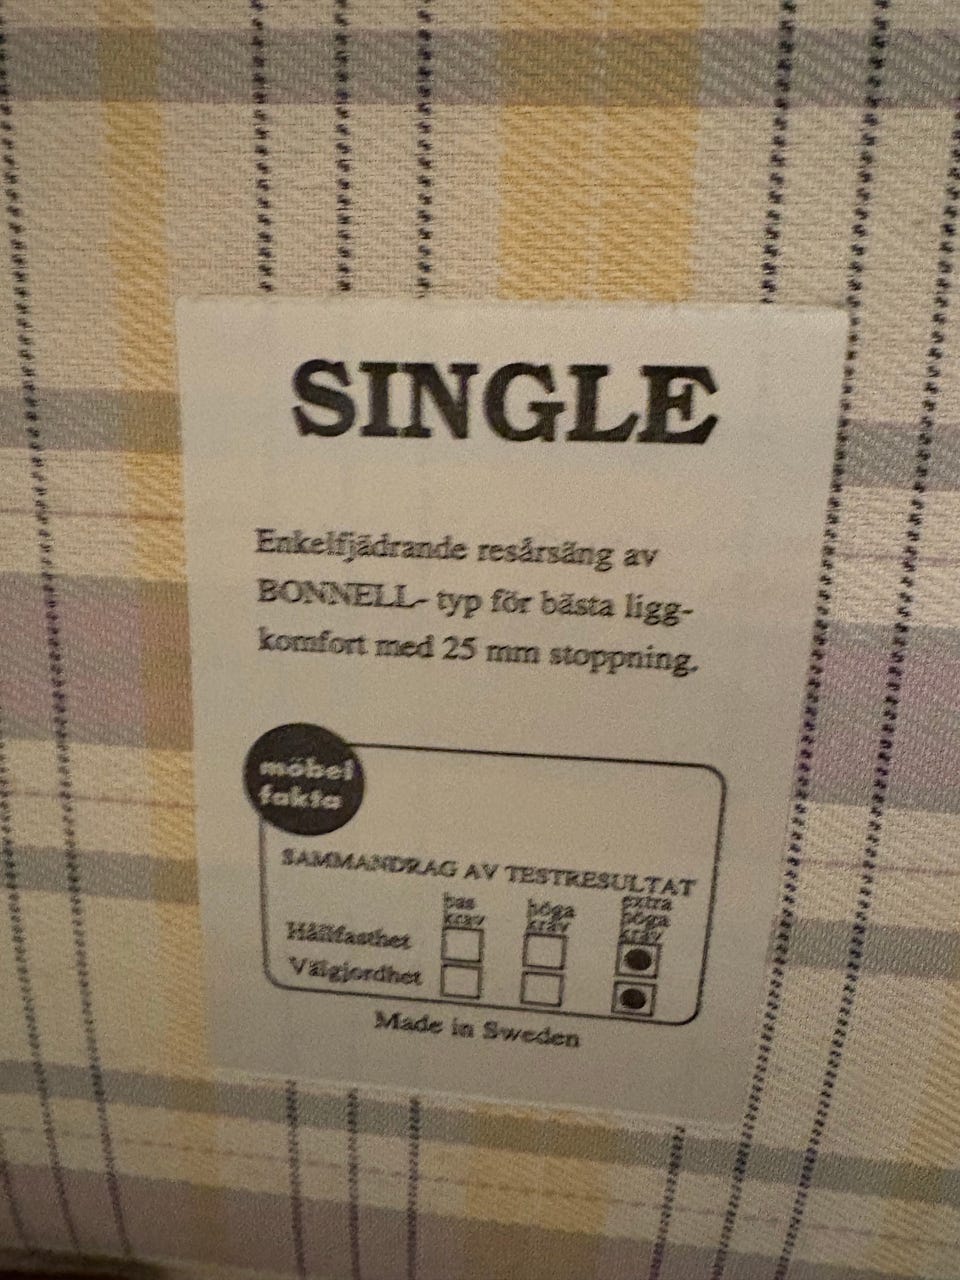 SINGLE
Enkelfjädrande resårsäng av
BONNELL- typ för bästa ligg-
komfort med 25 mm stoppning.
möbel
fakta
SAMMANDRAG AV TESTRESULTAT
bas
krav
höga
krav
extra
höga
krav
Hållfasthet
Välgjordhet
Made in Sweden